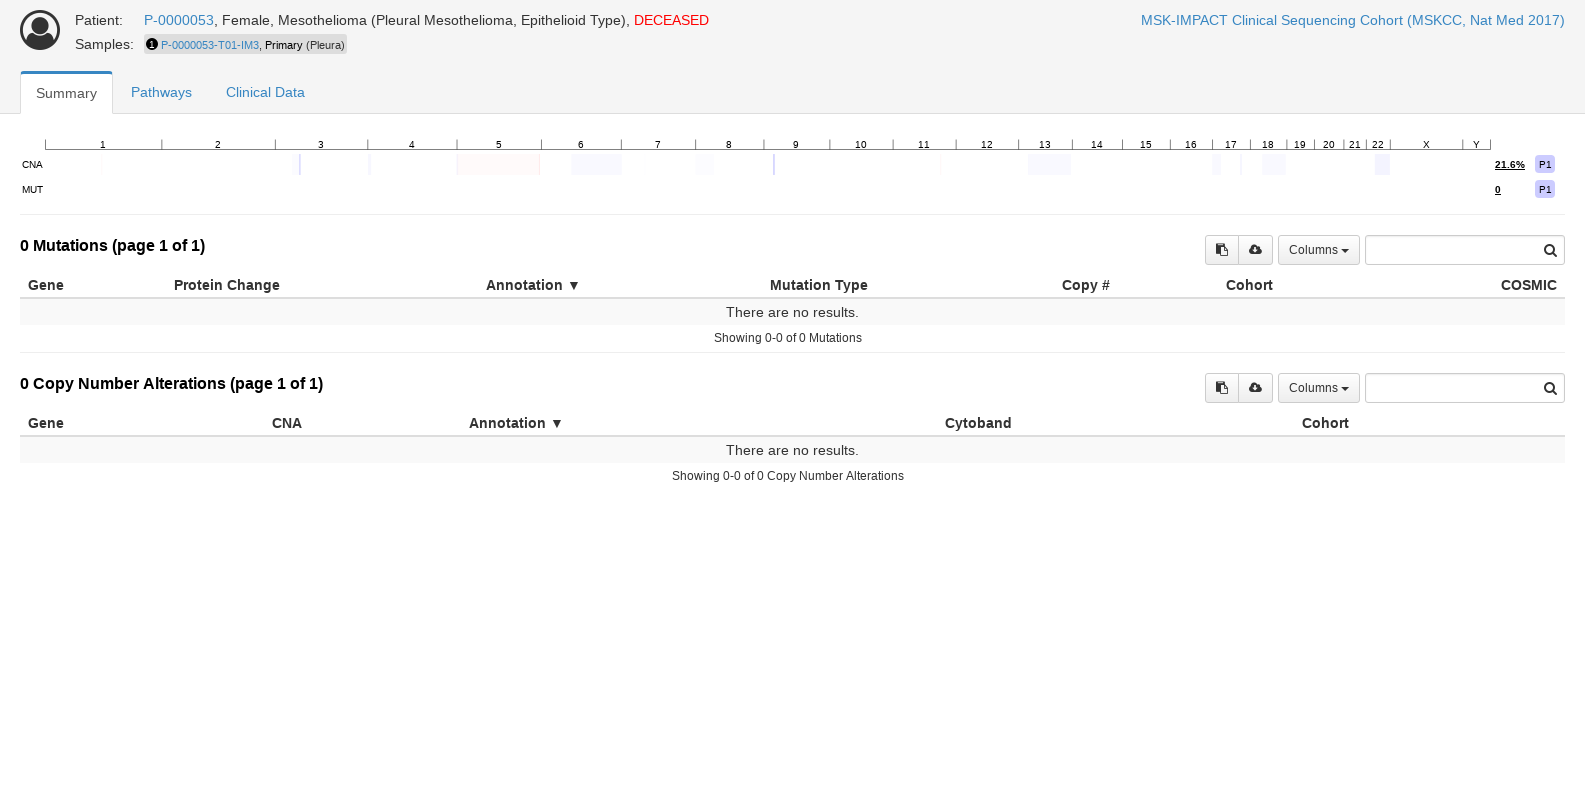 Patient: P-0000053, Female, Mesothelioma (Pleural Mesothelioma, Epithelioid Type), DECEASED
MSK-IMPACT Clinical Sequencing Cohort (MSKCC, Nat Med 2017)
Samples: 1 P-0000053-T01-IM3, Primary (Pleura)
Summary Pathways Clinical Data
1 2 3 4 5 6 7 8 9 10 11 12 13 14 15 16 17 18 19 20 21 22 X Y
CNA 21.6% P1
MUT 0 P1
0 Mutations (page 1 of 1) Columns
Gene Protein Change Annotation ▼ Mutation Type Copy # Cohort COSMIC
There are no results.
Showing 0-0 of 0 Mutations
0 Copy Number Alterations (page 1 of 1) Columns
Gene CNA Annotation ▼ Cytoband Cohort
There are no results.
Showing 0-0 of 0 Copy Number Alterations